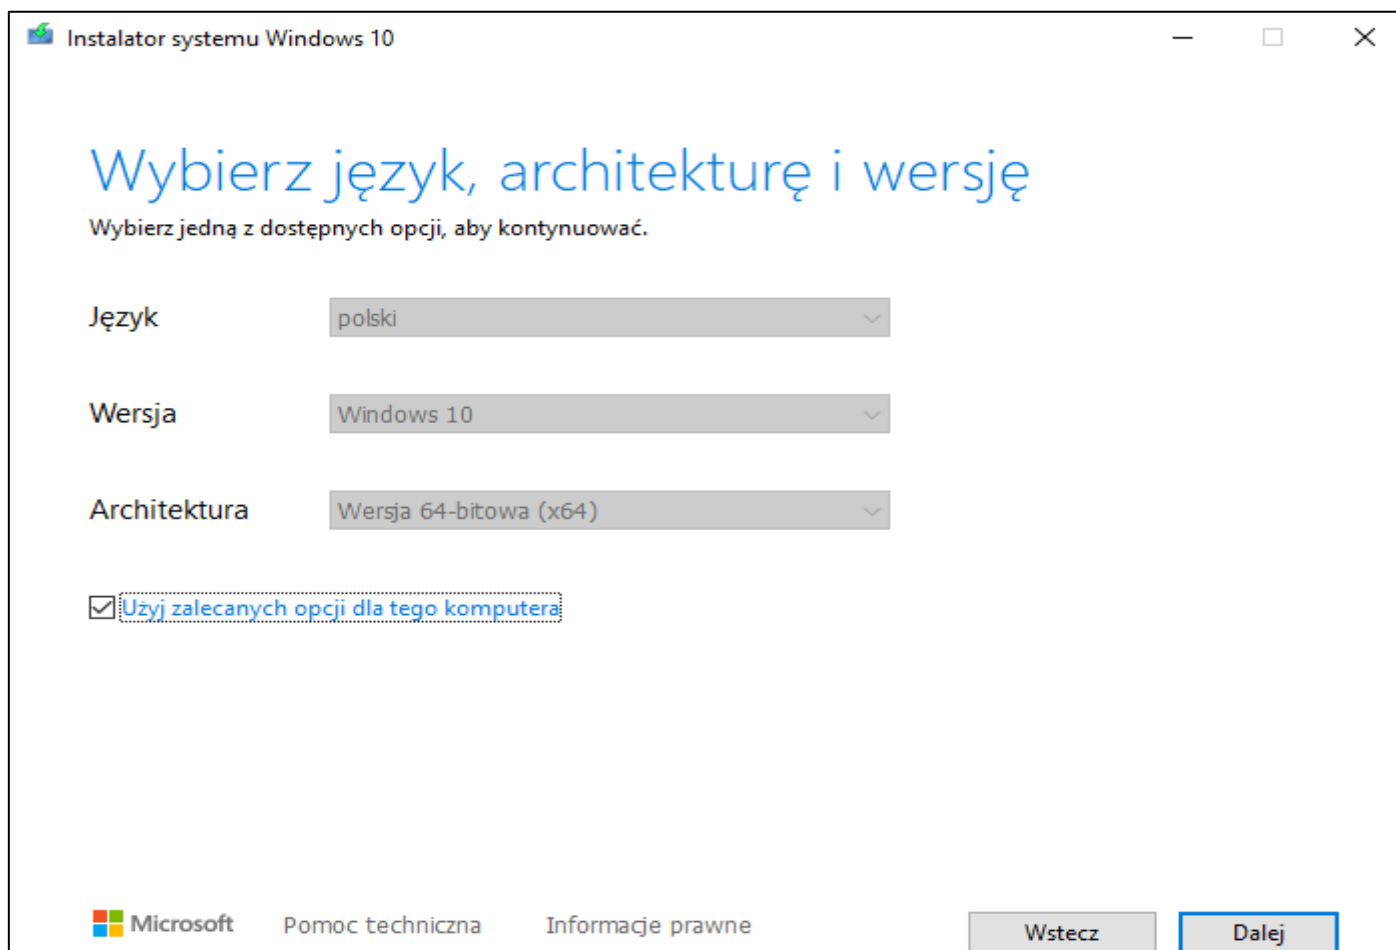 Instalator systemu Windows 10
Wybierz język, architekturę i wersję
Wybierz jedną z dostępnych opcji, aby kontynuować.
Język polski
Wersja Windows 10
Architektura Wersja 64-bitowa (x64)
Użyj zalecanych opcji dla tego komputera
Microsoft Pomoc techniczna Informacje prawne Wstecz Dalej